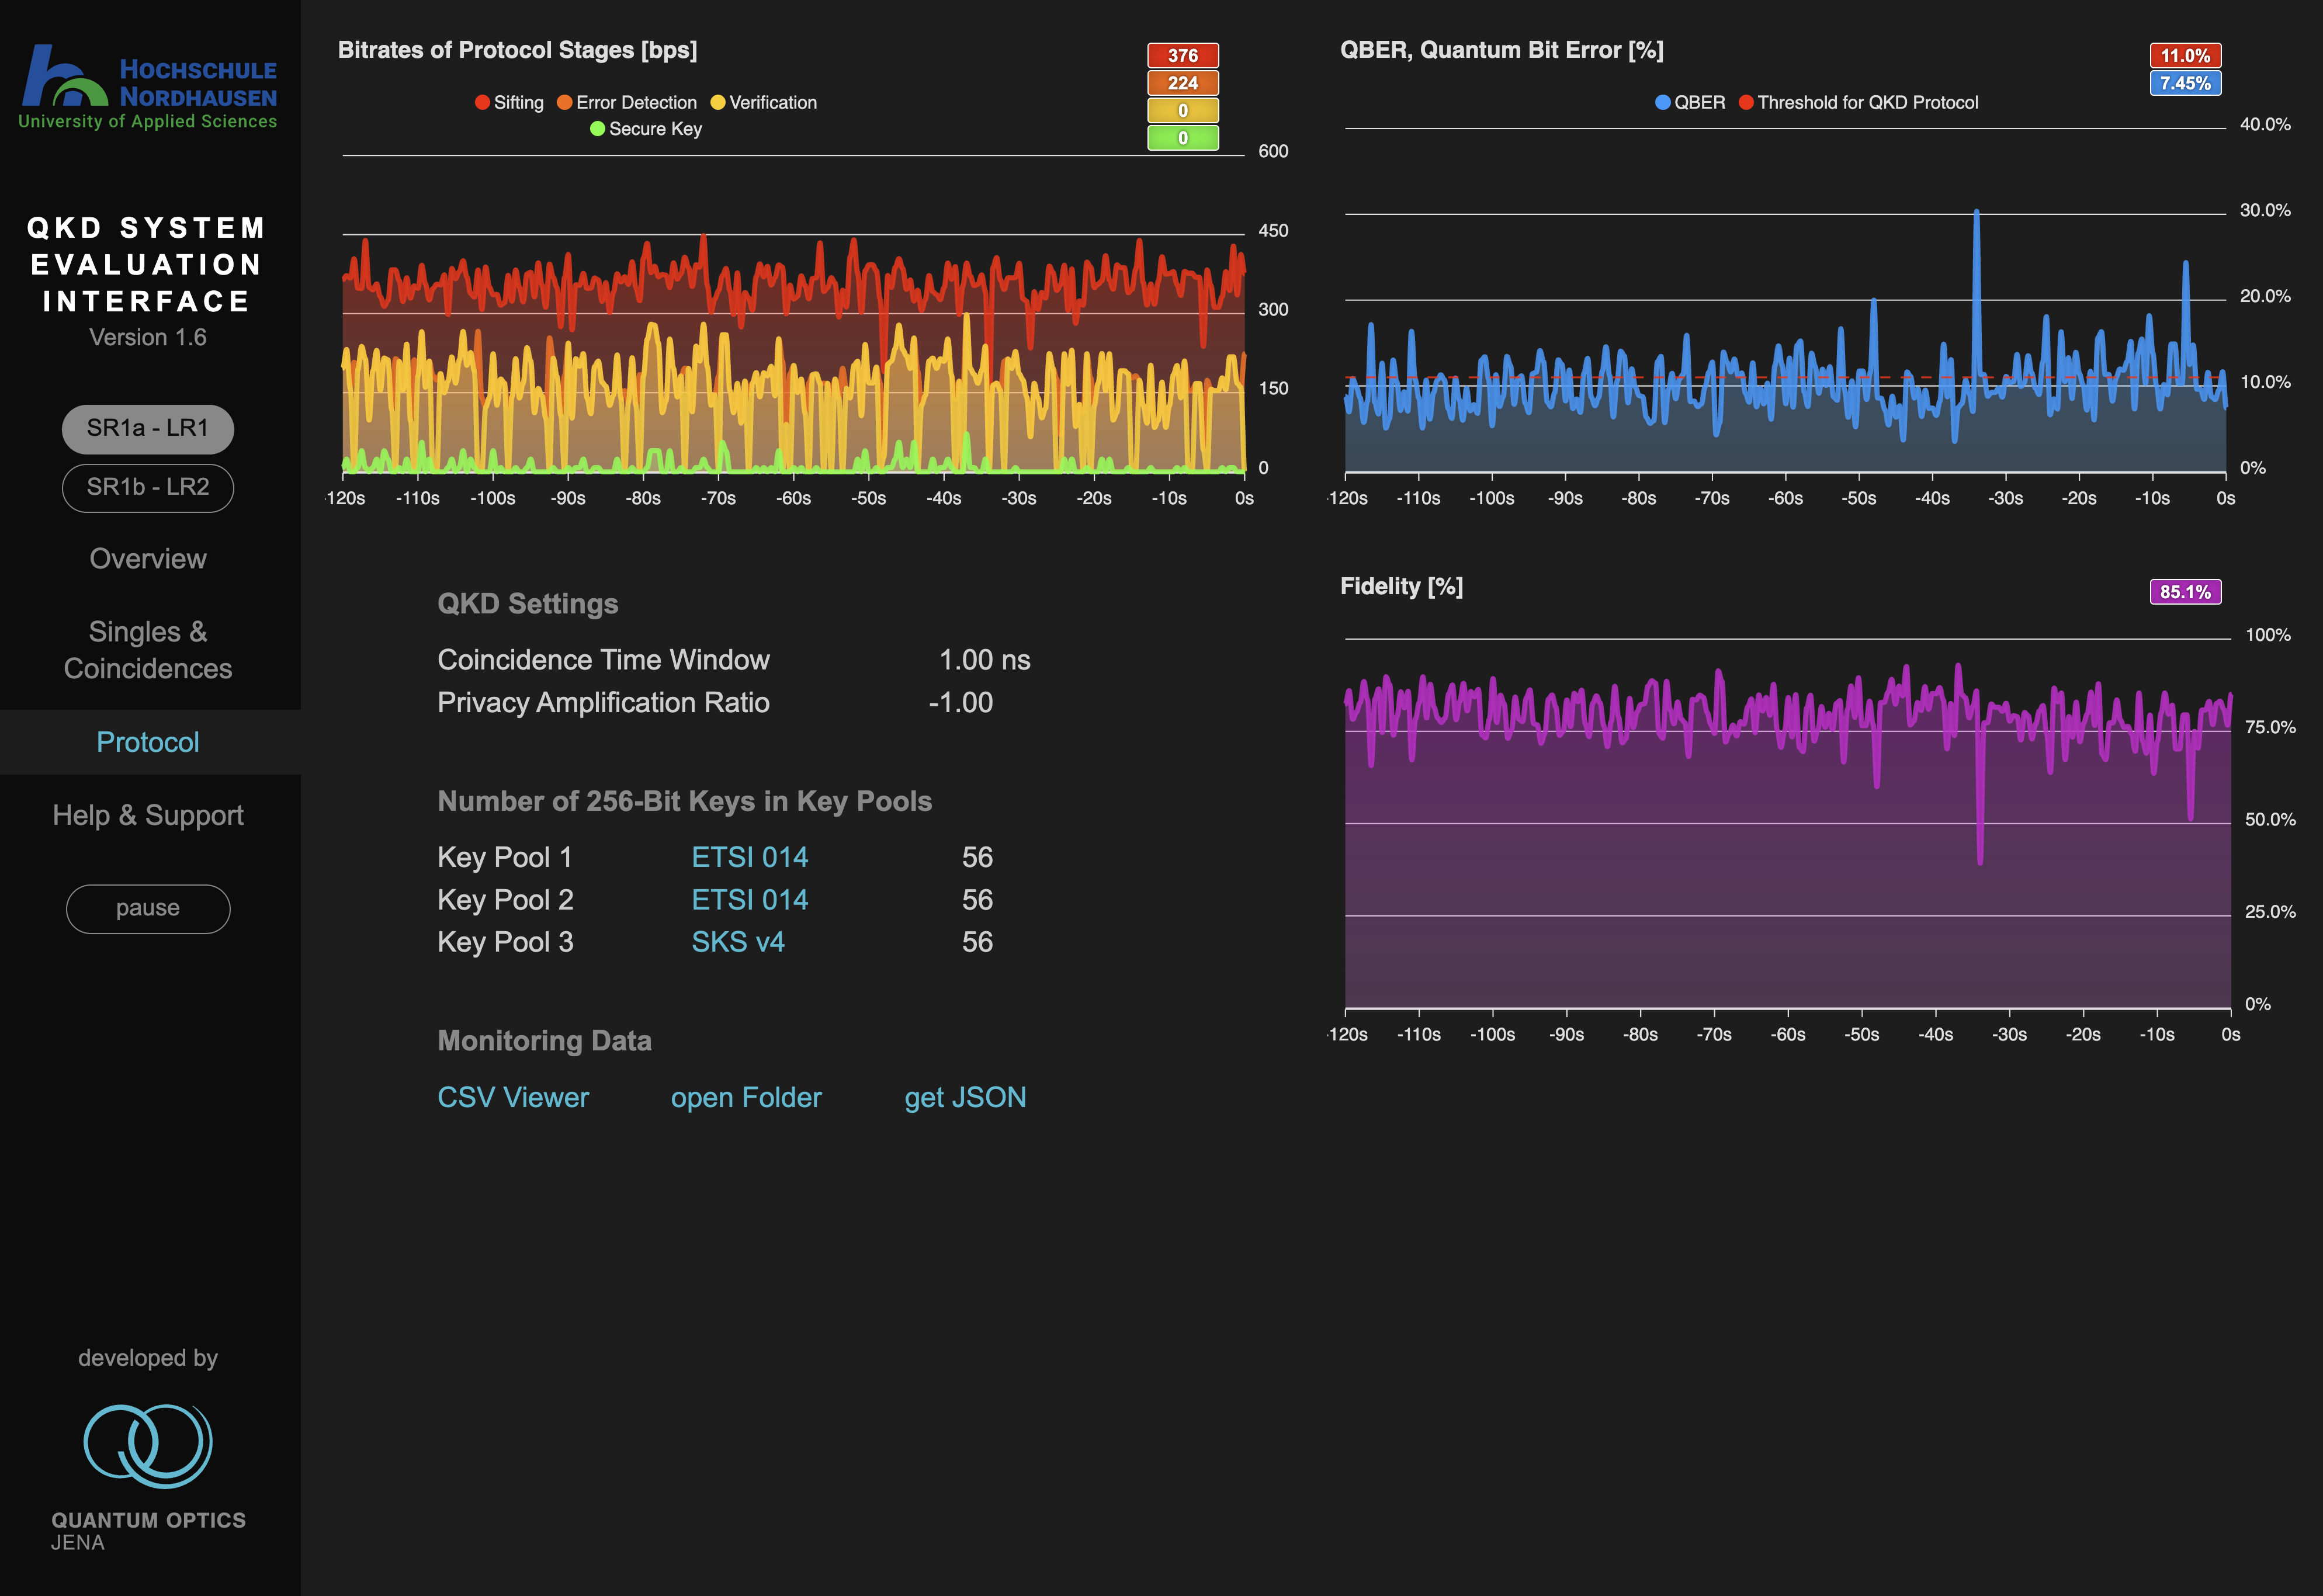 HOCHSCHULE
NORDHAUSEN
University of Applied Sciences
QKD SYSTEM
EVALUATION
INTERFACE
Version 1.6
SR1a - LR1
SR1b - LR2
Overview
Singles &
Coincidences
Protocol
Help & Support
pause
developed by
QUANTUM OPTICS
JENA
Bitrates of Protocol Stages [bps]
376
224
0
0
Sifting Error Detection Verification
Secure Key
600
450
300
150
0
-120s -110s -100s -90s -80s -70s -60s -50s -40s -30s -20s -10s 0s
QBER, Quantum Bit Error [%]
11.0%
7.45%
QBER Threshold for QKD Protocol
40.0%
30.0%
20.0%
10.0%
0%
-120s -110s -100s -90s -80s -70s -60s -50s -40s -30s -20s -10s 0s
QKD Settings
Coincidence Time Window 1.00 ns
Privacy Amplification Ratio -1.00
Number of 256-Bit Keys in Key Pools
Key Pool 1 ETSI 014 56
Key Pool 2 ETSI 014 56
Key Pool 3 SKS v4 56
Monitoring Data
CSV Viewer open Folder get JSON
Fidelity [%]
85.1%
100%
75.0%
50.0%
25.0%
0%
-120s -110s -100s -90s -80s -70s -60s -50s -40s -30s -20s -10s 0s